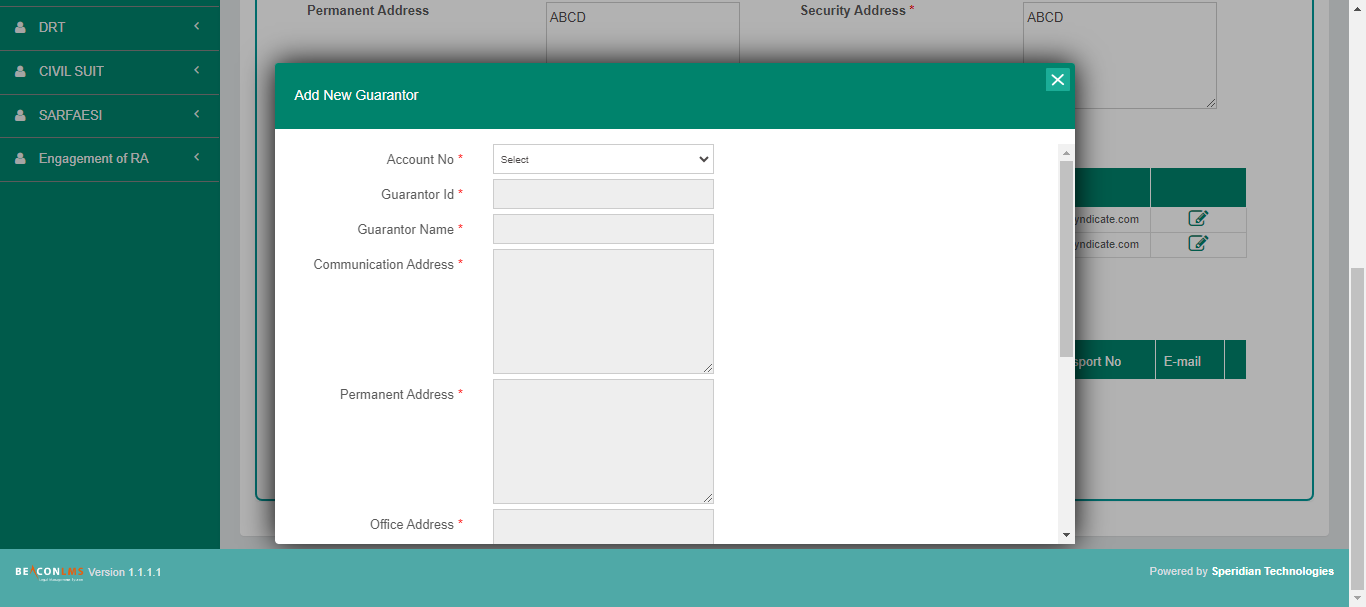 Permanent Address
ABCD
Security Address *
ABCD
DRT
CIVIL SUIT
SARFAESI
Engagement of RA
Add New Guarantor
Account No *
Select
Guarantor Id *
Guarantor Name *
Communication Address *
Permanent Address *
Office Address *
yndicate.com
yndicate.com
sport No
E-mail
BEACONLMS Version 1.1.1.1
Powered by Speridian Technologies